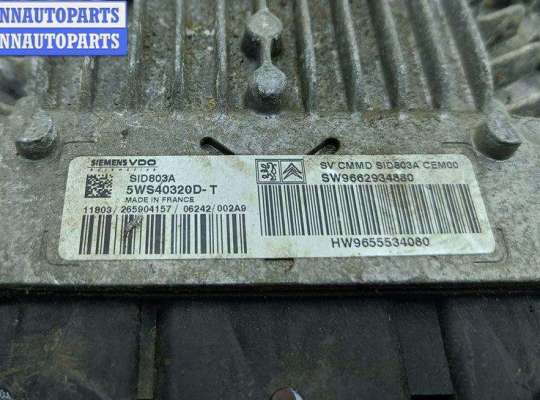 NNAUTOPARTS
NNAUTOPARTS
SIEMENS VDO
Automotive
SID803A
5WS40320D-T
MADE IN FRANCE
11803/265904157/06242/002A9
SV CMMD SID803A CEM00
SW9662934880
HW9655534080